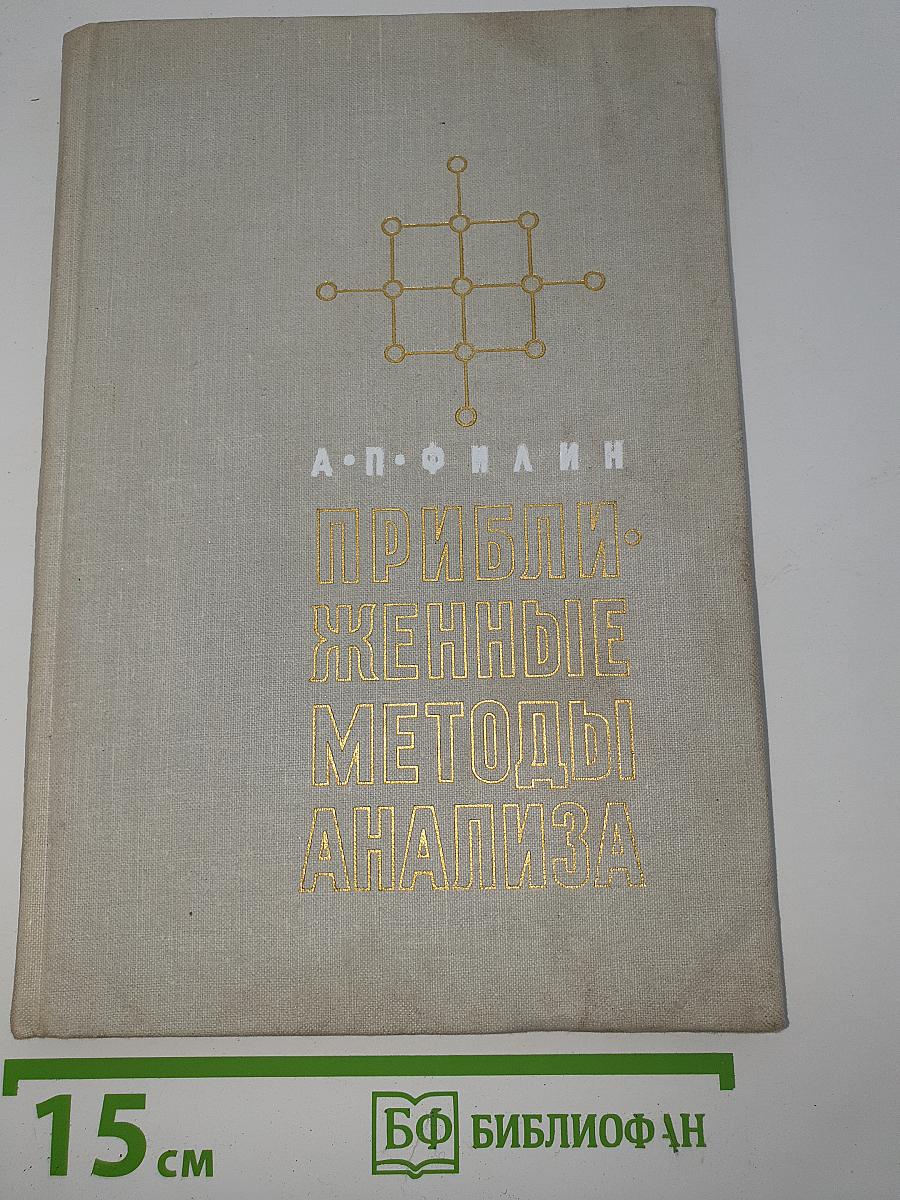 А·П·ФИЛИН
ПРИБЛИ-
ЖЕННЫЕ
МЕТОДЫ
АНАЛИЗА
15 см
БФ БИБЛИОФАН